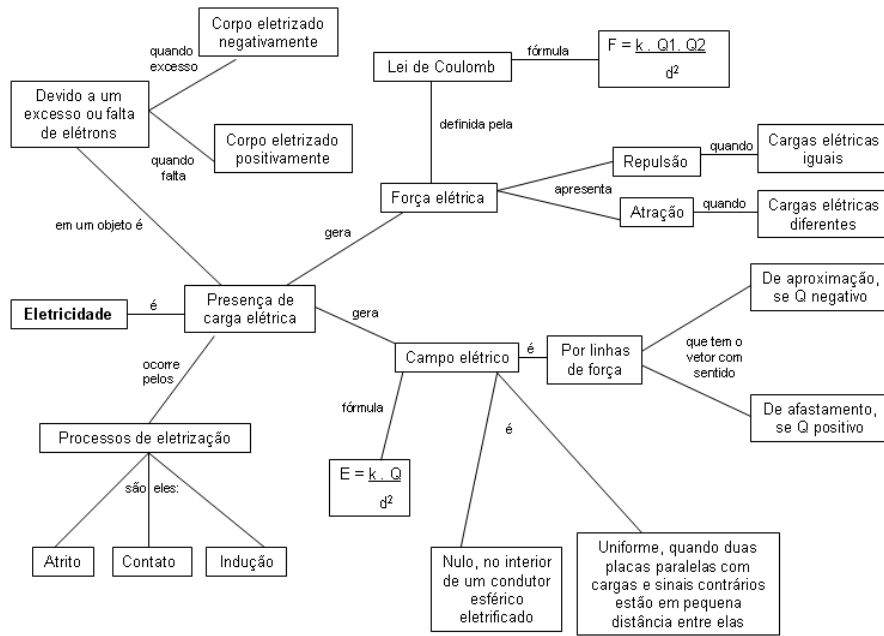 Corpo eletrizado
negativamente
quando
excesso
Devido a um
excesso ou falta
de elétrons
Corpo eletrizado
positivamente
quando
falta
em um objeto é
Lei de Coulomb
fórmula
F = k . Q1. Q2
d²
definida pela
Força elétrica
apresenta
Repulsão
quando
Cargas elétricas
iguais
Atração
quando
Cargas elétricas
diferentes
gera
Eletricidade
é
Presença de
carga elétrica
gera
Campo elétrico
é
Por linhas
de força
que tem o
vetor com
sentido
De aproximação,
se Q negativo
De afastamento,
se Q positivo
ocorre
pelos
Processos de eletrização
são eles:
Atrito
Contato
Indução
fórmula
E = k . Q
d²
é
Nulo, no interior
de um condutor
esférico
eletrificado
Uniforme, quando duas
placas paralelas com
cargas e sinais contrários
estão em pequena
distância entre elas